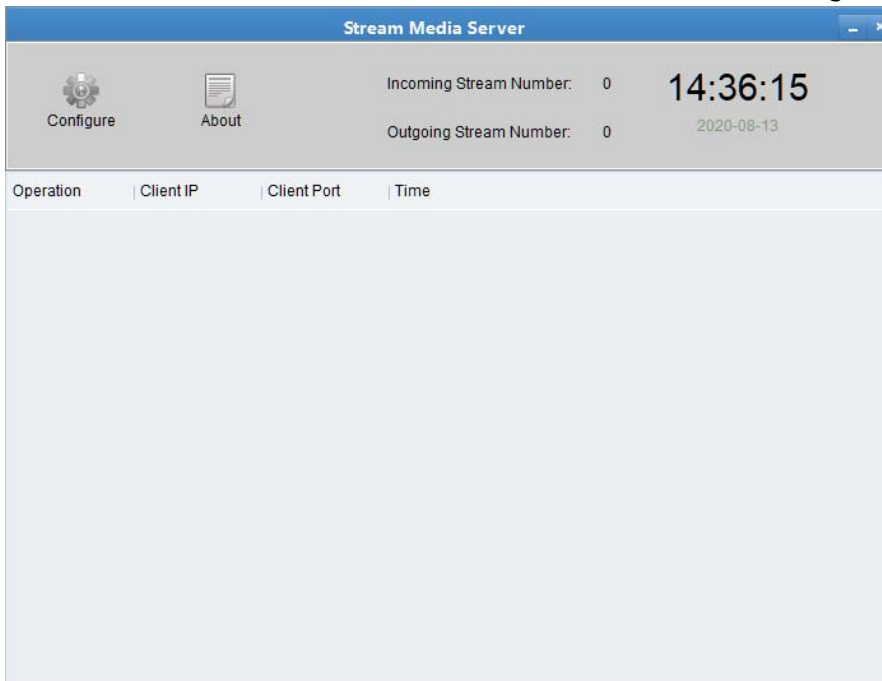 Stream Media Server
Configure
About
Incoming Stream Number: 0
Outgoing Stream Number: 0
14:36:15
2020-08-13
Operation Client IP Client Port Time